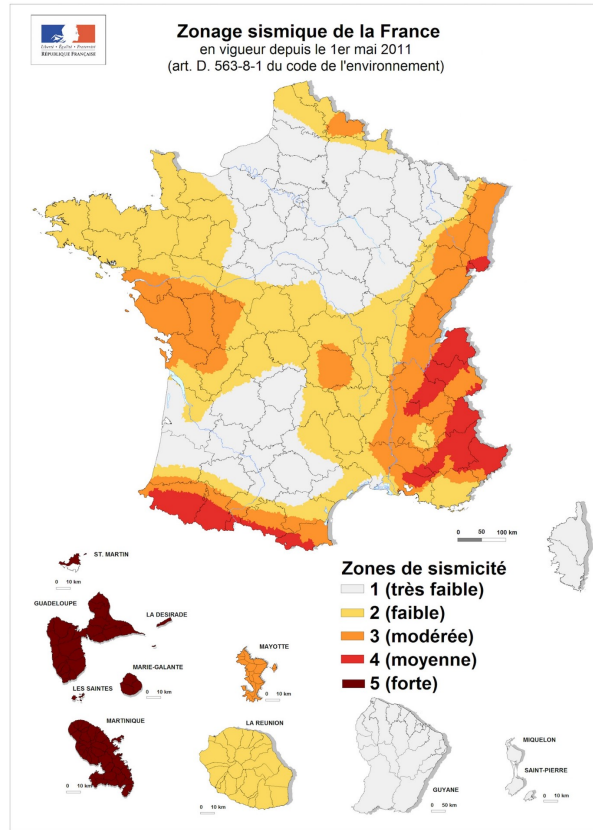 Zonage sismique de la France
en vigueur depuis le 1er mai 2011
(art. D. 563-8-1 du code de l'environnement)
Liberté • Égalité • Fraternité
RÉPUBLIQUE FRANÇAISE
0 50 100 km
ST. MARTIN
0 10 km
GUADELOUPE
LA DESIRADE
0 10 km
MARIE-GALANTE
0 10 km
LES SAINTES
0 10 km
MARTINIQUE
0 10 km
MAYOTTE
0 10 km
LA REUNION
0 10 km
Zones de sismicité
1 (très faible)
2 (faible)
3 (modérée)
4 (moyenne)
5 (forte)
GUYANE
0 50 km
MIQUELON
SAINT-PIERRE
0 10 km